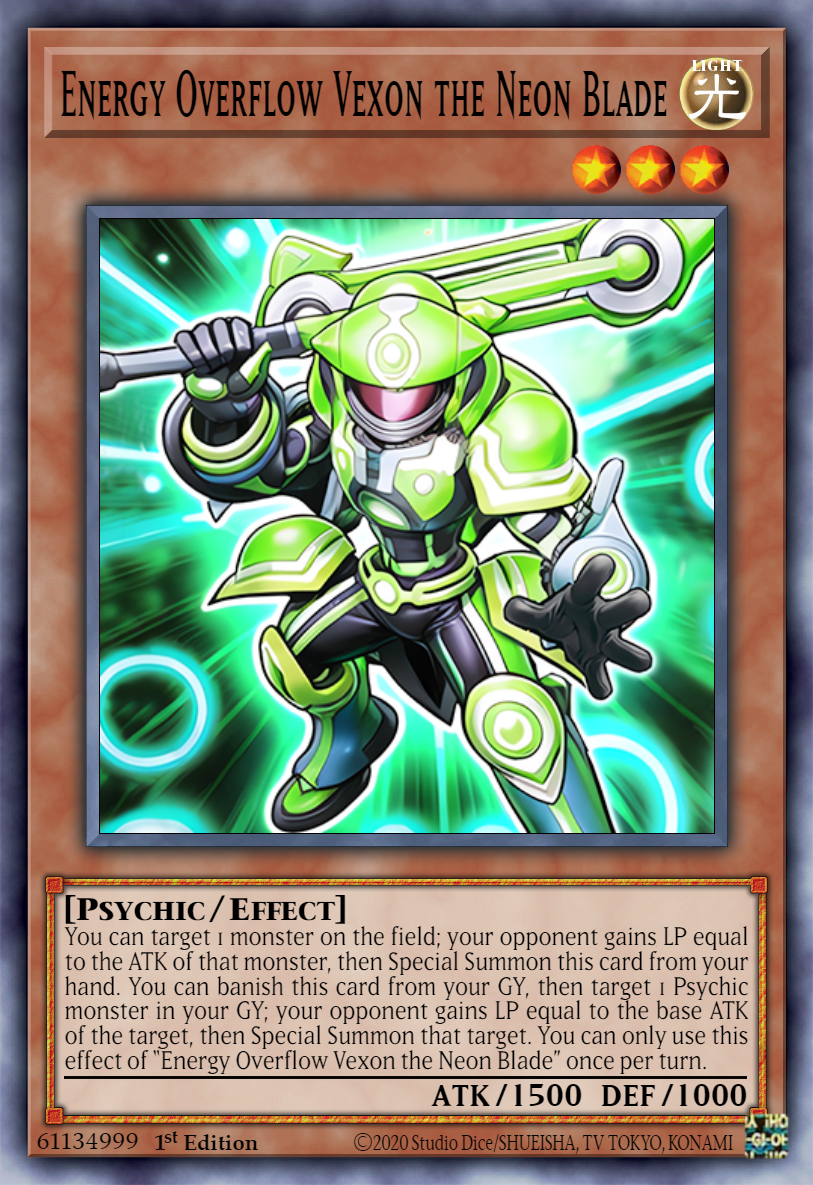 Energy Overflow Vexon the Neon Blade
LIGHT
光
[Psychic/Effect]
You can target 1 monster on the field; your opponent gains LP equal
to the ATK of that monster, then Special Summon this card from your
hand. You can banish this card from your GY, then target 1 Psychic
monster in your GY; your opponent gains LP equal to the base ATK
of the target, then Special Summon that target. You can only use this
effect of "Energy Overflow Vexon the Neon Blade" once per turn.
ATK/1500 DEF/1000
61134999 1st Edition ©2020 Studio Dice/SHUEISHA, TV TOKYO, KONAMI